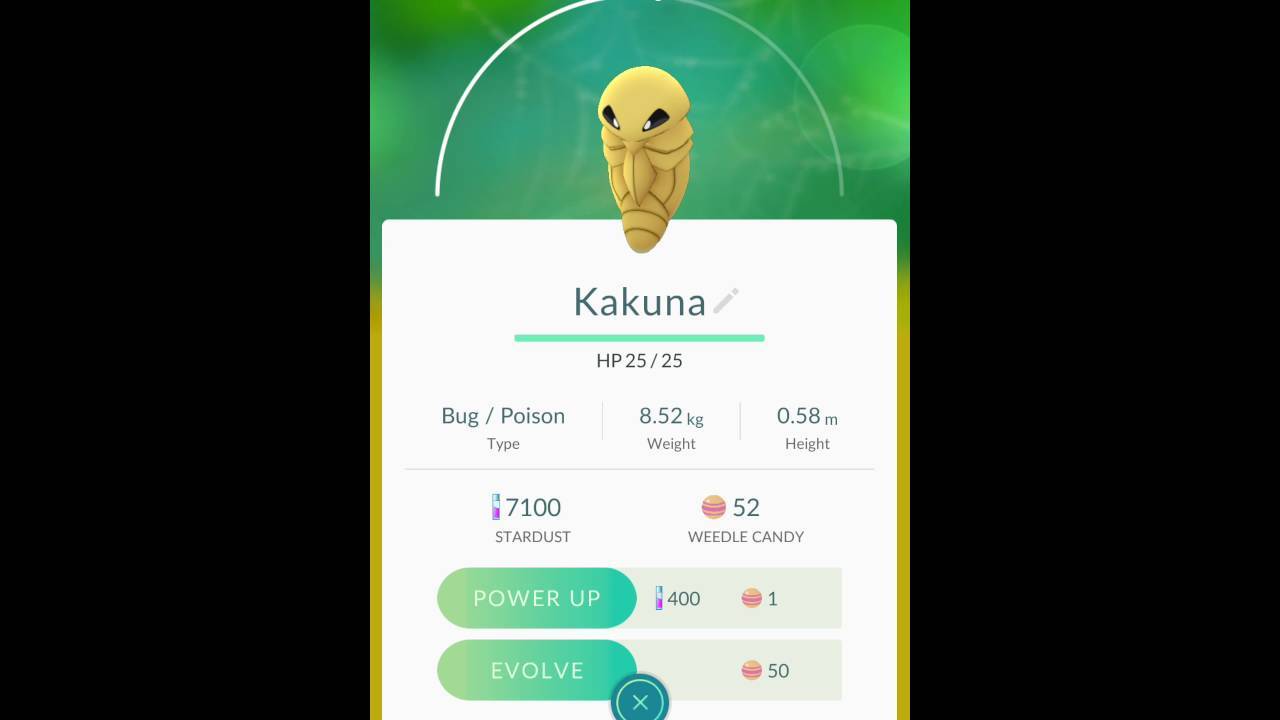 Kakuna
HP 25 / 25
Bug / Poison 8.52 kg 0.58 m
Type Weight Height
7100 52
STARDUST WEEDLE CANDY
POWER UP 400 1
EVOLVE 50